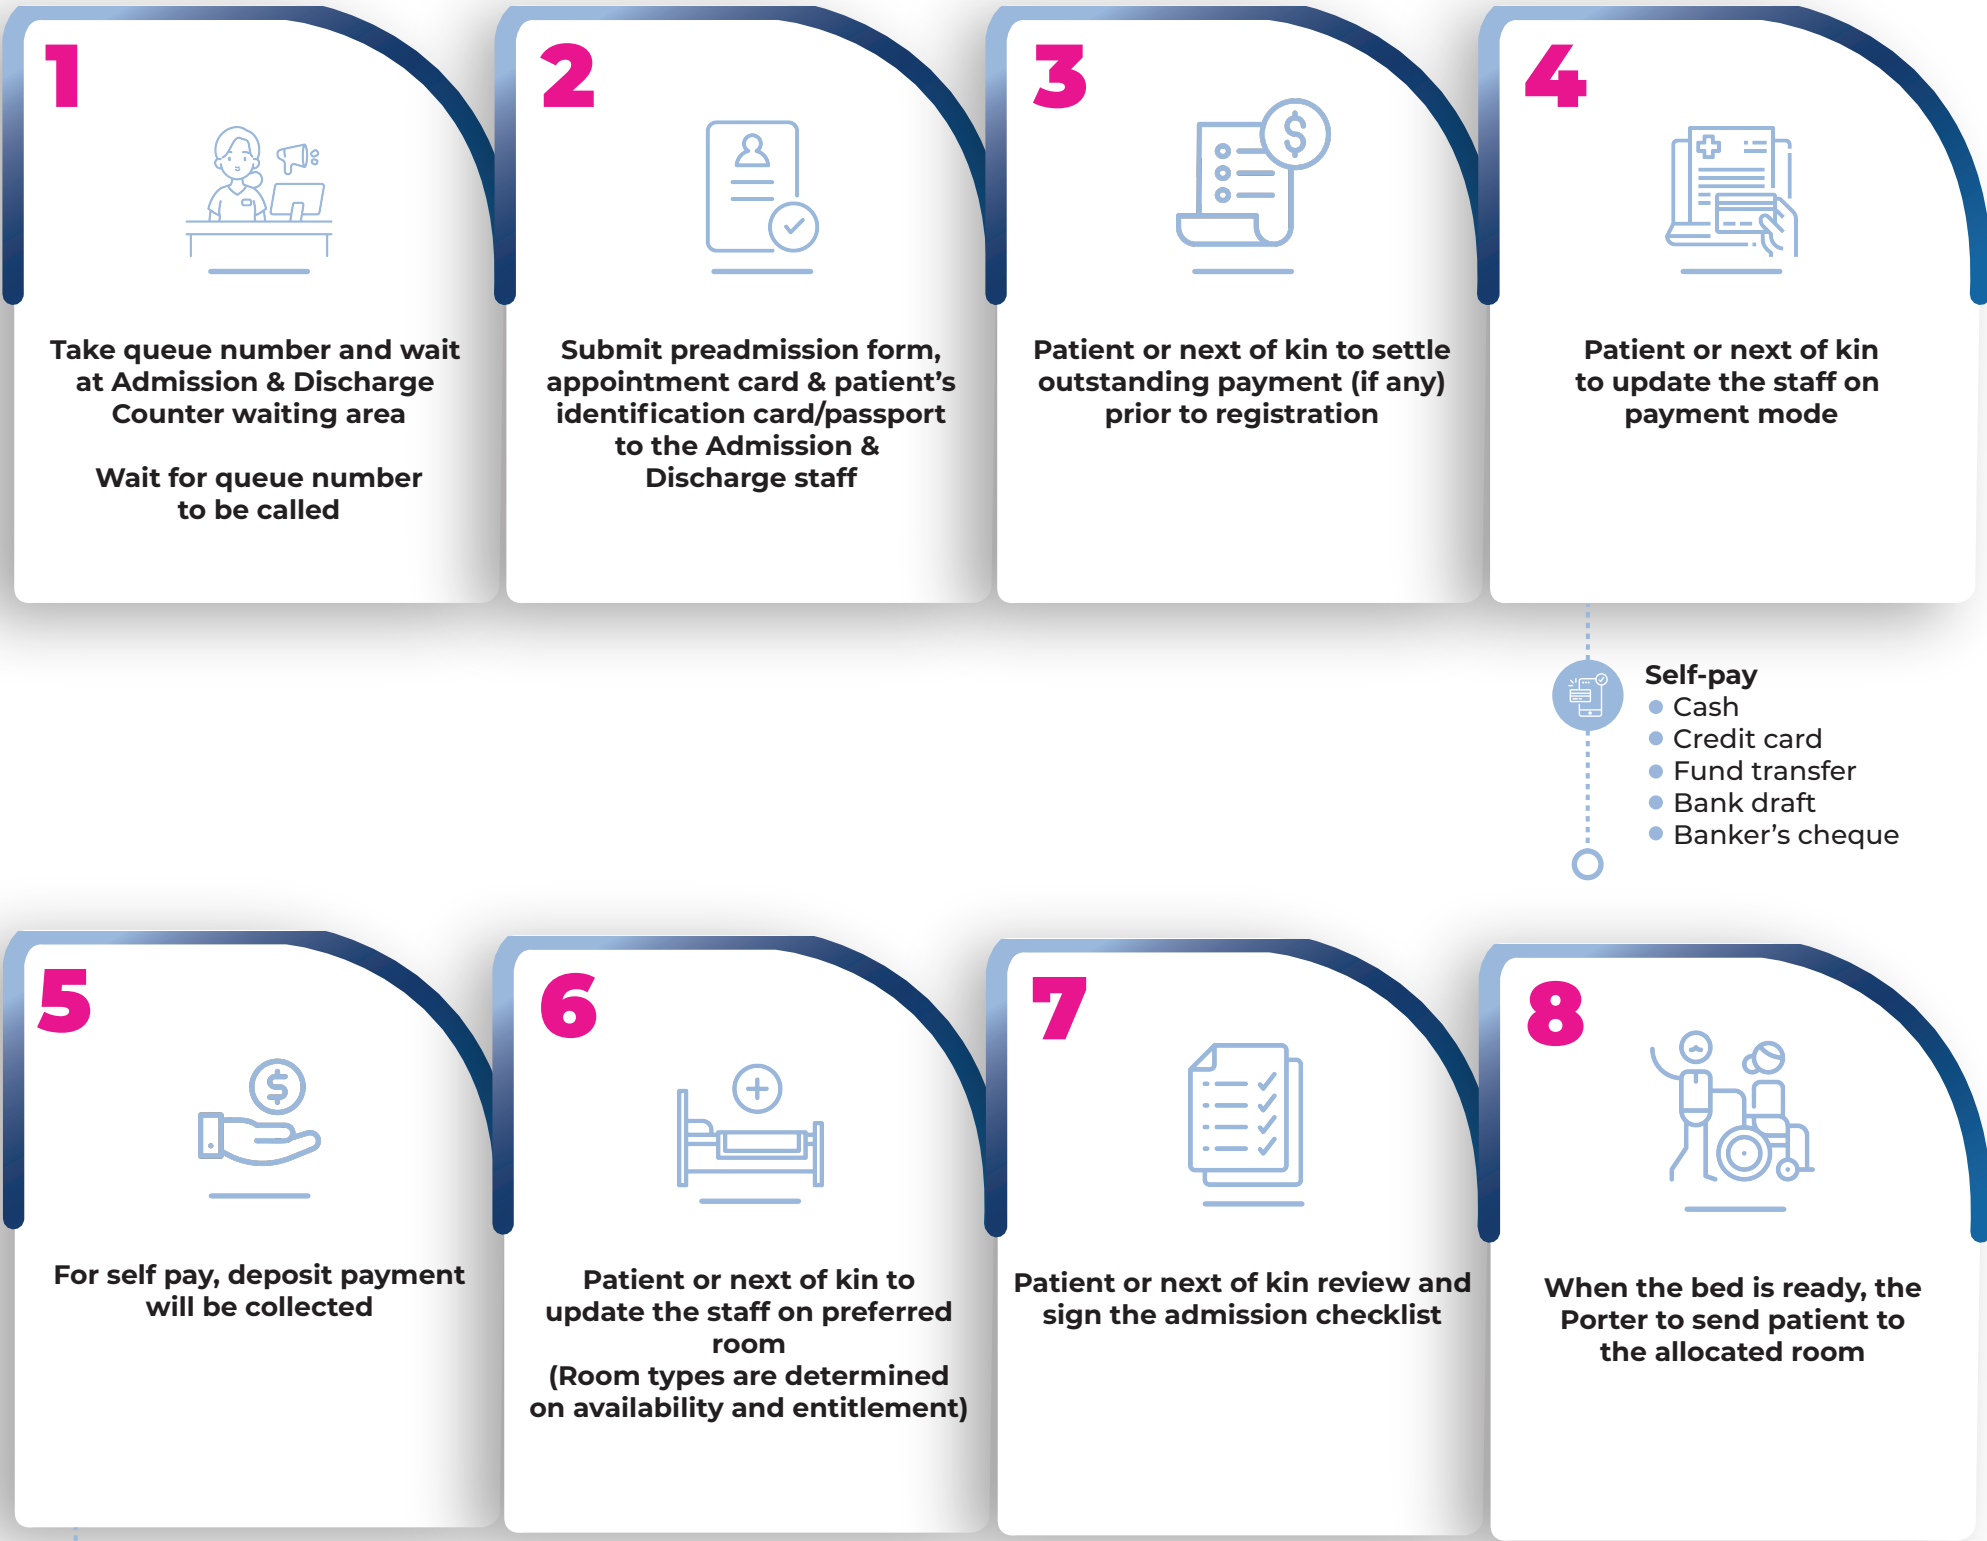 1
Take queue number and wait
at Admission & Discharge
Counter waiting area
Wait for queue number
to be called
2
Submit preadmission form,
appointment card & patient’s
identification card/passport
to the Admission &
Discharge staff
3
Patient or next of kin to settle
outstanding payment (if any)
prior to registration
4
Patient or next of kin
to update the staff on
payment mode
Self-pay
Cash
Credit card
Fund transfer
Bank draft
Banker’s cheque
5
For self pay, deposit payment
will be collected
6
Patient or next of kin to
update the staff on preferred
room
(Room types are determined
on availability and entitlement)
7
Patient or next of kin review and
sign the admission checklist
8
When the bed is ready, the
Porter to send patient to
the allocated room